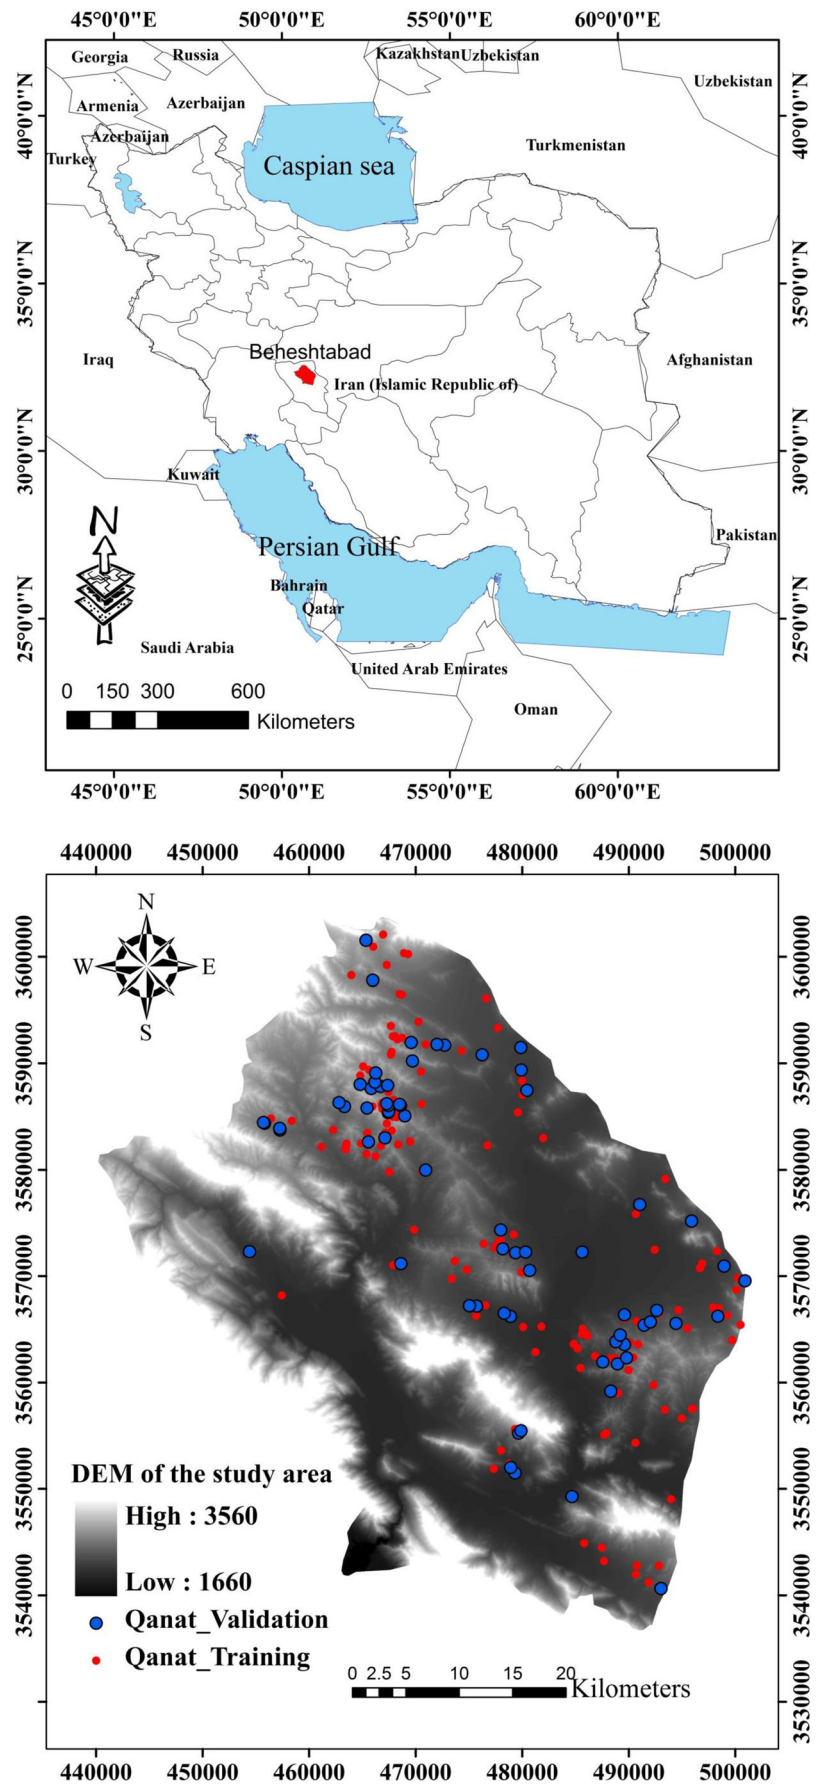 45°0'0"E 50°0'0"E 55°0'0"E 60°0'0"E
Georgia Russia Kazakhstan Uzbekistan
Uzbekistan
Armenia Azerbaijan
40°0'0"N 40°0'0"N
Azerbaijan
Turkmenistan
Turkey
Caspian sea
35°0'0"N 35°0'0"N
Beheshtabad
Iraq Afghanistan
Iran (Islamic Republic of)
30°0'0"N 30°0'0"N
Kuwait
N
Pakistan
Persian Gulf
Bahrain
Qatar
25°0'0"N 25°0'0"N
Saudi Arabia
United Arab Emirates
0 150 300 600
Kilometers
Oman
45°0'0"E 50°0'0"E 55°0'0"E 60°0'0"E
440000 450000 460000 470000 480000 490000 500000
N
W E
S
3600000 3600000
3590000 3590000
3580000 3580000
3570000 3570000
3560000 3560000
DEM of the study area
3550000 3550000
High : 3560
Low : 1660
3540000 3540000
Qanat_Validation
Qanat_Training
0 2.5 5 10 15 20
Kilometers
3530000 3530000
440000 450000 460000 470000 480000 490000 500000